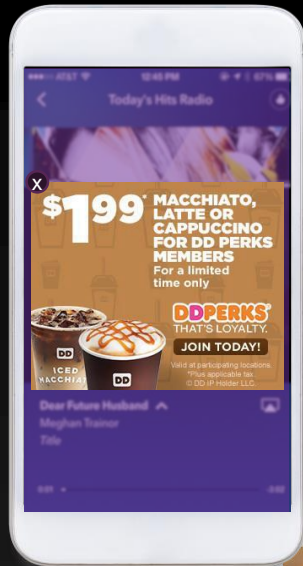 AT&T 12:45 PM 67%
Today's Hits Radio
X
$1.99*
MACCHIATO,
LATTE OR
CAPPUCCINO
FOR DD PERKS
MEMBERS
For a limited
time only
DDPERKS
THAT'S LOYALTY.
JOIN TODAY!
Valid at participating locations.
*Plus applicable tax.
© DD IP Holder LLC.
DD
ICED
MACCHIA
DD
Dear Future Husband
Meghan Trainor
Title
0:01 -3:02